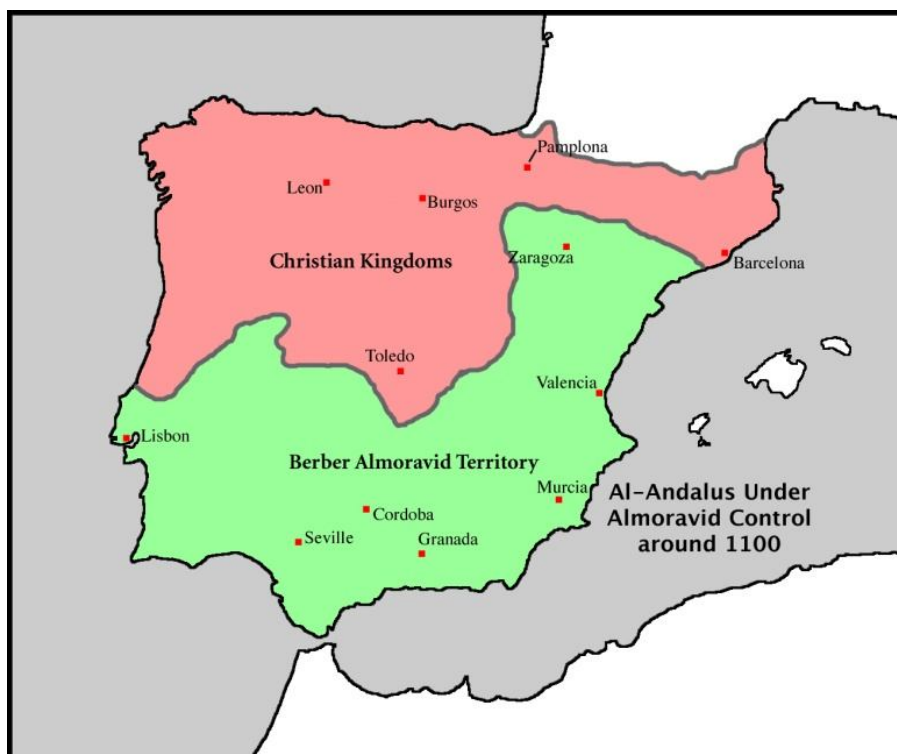 Pamplona
Leon
Burgos
Christian Kingdoms
Zaragoza
Barcelona
Toledo
Valencia
Lisbon
Berber Almoravid Territory
Murcia
Al-Andalus Under
Almoravid Control
around 1100
Cordoba
Seville
Granada